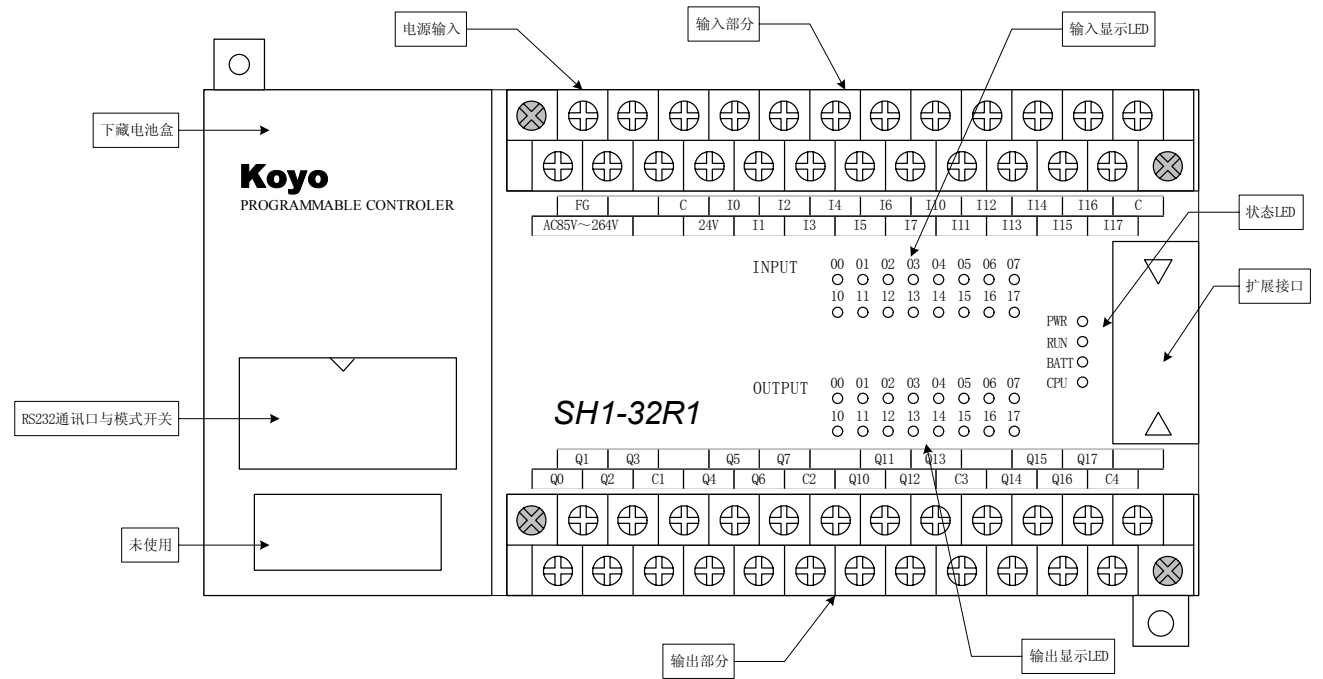 电源输入
输入部分
输入显示LED
下藏电池盒
Koyo
PROGRAMMABLE CONTROLER
FG C I0 I2 I4 I6 I10 I12 I14 I16 C
AC85V～264V 24V I1 I3 I5 I7 I11 I13 I15 I17
状态LED
INPUT 00 01 02 03 04 05 06 07
10 11 12 13 14 15 16 17
扩展接口
PWR
RUN
BATT
CPU
OUTPUT 00 01 02 03 04 05 06 07
10 11 12 13 14 15 16 17
SH1-32R1
RS232通讯口与模式开关
Q1 Q3 Q5 Q7 Q11 Q13 Q15 Q17
Q0 Q2 C1 Q4 Q6 C2 Q10 Q12 C3 Q14 Q16 C4
未使用
输出部分
输出显示LED